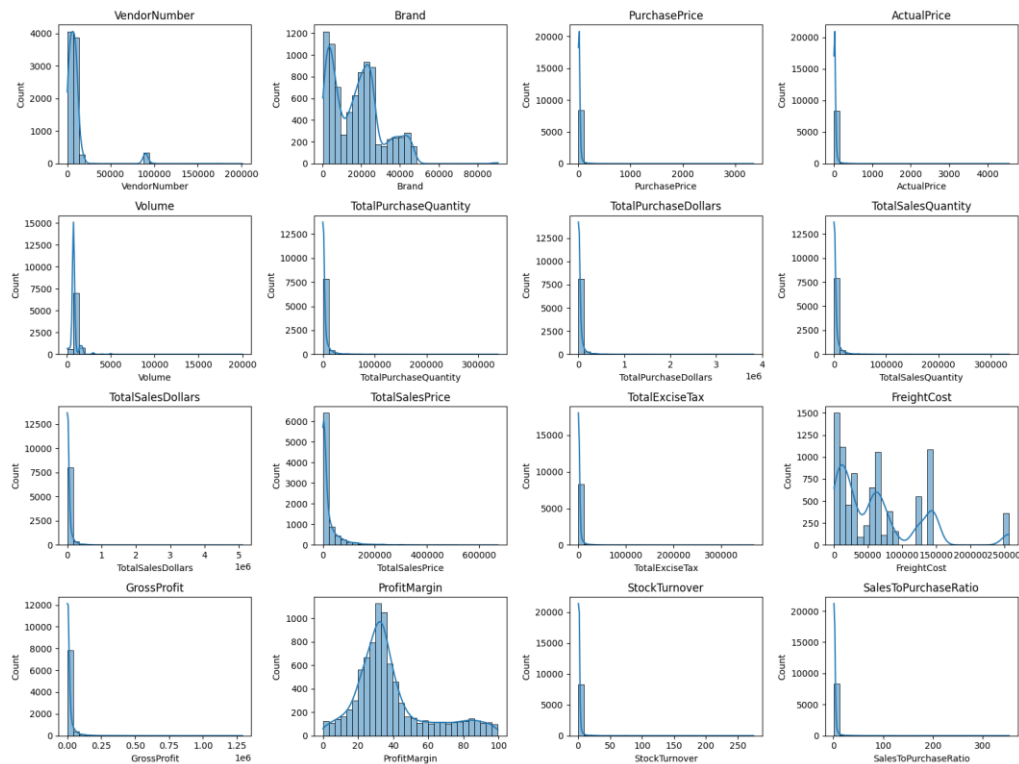 VendorNumber
4000
3000
2000
1000
0
Count
0 50000 100000 150000 200000
VendorNumber
Brand
1200
1000
800
600
400
200
0
Count
0 20000 40000 60000 80000
Brand
PurchasePrice
20000
15000
10000
5000
0
Count
0 1000 2000 3000
PurchasePrice
ActualPrice
20000
15000
10000
5000
0
Count
0 1000 2000 3000 4000
ActualPrice
Volume
15000
12500
10000
7500
5000
2500
0
Count
0 5000 10000 15000 20000
Volume
TotalPurchaseQuantity
12500
10000
7500
5000
2500
0
Count
0 100000 200000 300000
TotalPurchaseQuantity
TotalPurchaseDollars
12500
10000
7500
5000
2500
0
Count
0 1 2 3 4
1e6
TotalPurchaseDollars
TotalSalesQuantity
12500
10000
7500
5000
2500
0
Count
0 100000 200000 300000
TotalSalesQuantity
TotalSalesDollars
12500
10000
7500
5000
2500
0
Count
0 1 2 3 4 5
1e6
TotalSalesDollars
TotalSalesPrice
6000
5000
4000
3000
2000
1000
0
Count
0 200000 400000 600000
TotalSalesPrice
TotalExciseTax
15000
10000
5000
0
Count
0 100000 200000 300000
TotalExciseTax
FreightCost
1500
1250
1000
750
500
250
0
Count
0 50000 100000 150000 200000 250000
FreightCost
GrossProfit
12000
10000
8000
6000
4000
2000
0
Count
0.00 0.25 0.50 0.75 1.00 1.25
1e6
GrossProfit
ProfitMargin
1000
800
600
400
200
0
Count
0 20 40 60 80 100
ProfitMargin
StockTurnover
20000
15000
10000
5000
0
Count
0 50 100 150 200 250
StockTurnover
SalesToPurchaseRatio
20000
15000
10000
5000
0
Count
0 100 200 300
SalesToPurchaseRatio